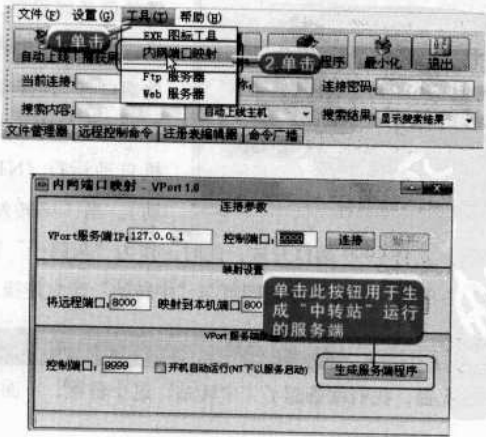 文件(F) 设置(G) 工具(T) 帮助(H)
1.单击
EXE 图标工具
内网端口映射
2.单击
自动上线
程序 最小化 退出
Ftp 服务器
Web 服务器
当前连接:
连接密码:
搜索内容:
自动上线主机
搜索结果: 显示搜索结果
文件管理器 远程控制命令 注册表编辑器 命令广播
内网端口映射 - VPort 1.0
连接参数
VPort服务端IP: 127.0.0.1 控制端口: 连接 断开
映射设置
将远程端口: 8000 映射到本机端口 800
单击此按钮用于生
成“中转站”运行
的服务端
VPort 服务端
控制端口: 9999 开机自动运行(NT下以服务启动) 生成服务端程序